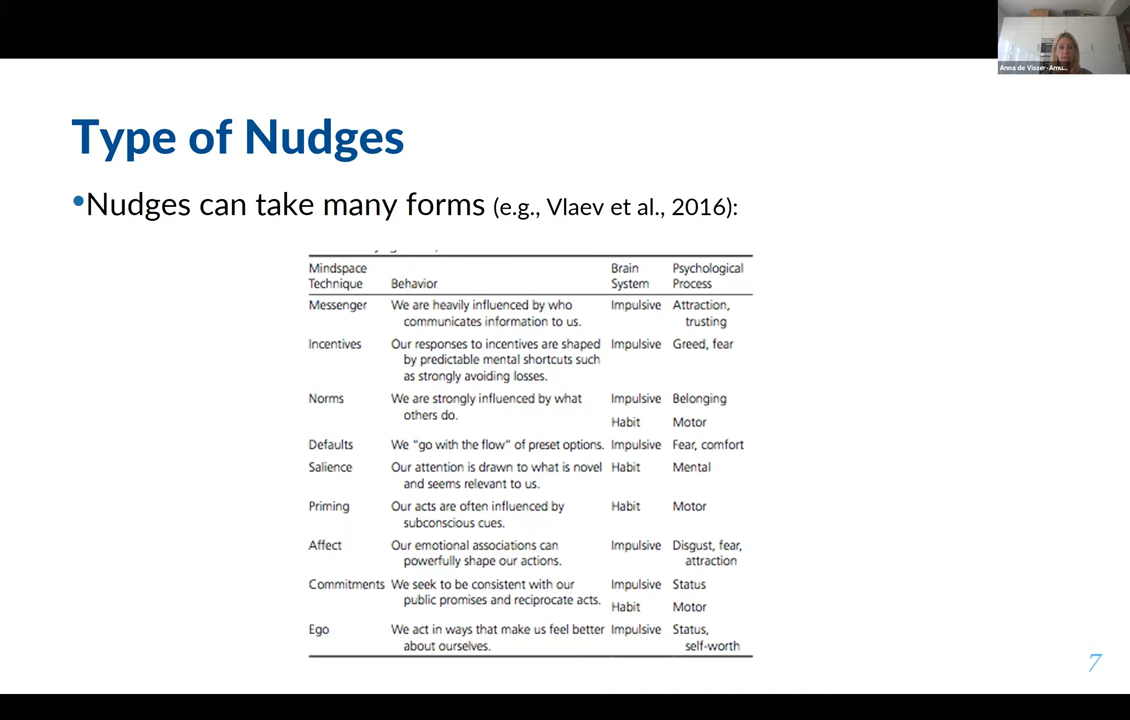 Anna de Visser-Amu...
Type of Nudges
•Nudges can take many forms (e.g., Vlaev et al., 2016):
Mindspace Technique Behavior Brain System Psychological Process
Messenger We are heavily influenced by who communicates information to us. Impulsive Attraction, trusting
Incentives Our responses to incentives are shaped by predictable mental shortcuts such as strongly avoiding losses. Impulsive Greed, fear
Norms We are strongly influenced by what others do. Impulsive Belonging
Habit Motor
Defaults We “go with the flow” of preset options. Impulsive Fear, comfort
Salience Our attention is drawn to what is novel and seems relevant to us. Habit Mental
Priming Our acts are often influenced by subconscious cues. Habit Motor
Affect Our emotional associations can powerfully shape our actions. Impulsive Disgust, fear, attraction
Commitments We seek to be consistent with our public promises and reciprocate acts. Impulsive Status
Habit Motor
Ego We act in ways that make us feel better about ourselves. Impulsive Status, self-worth
7